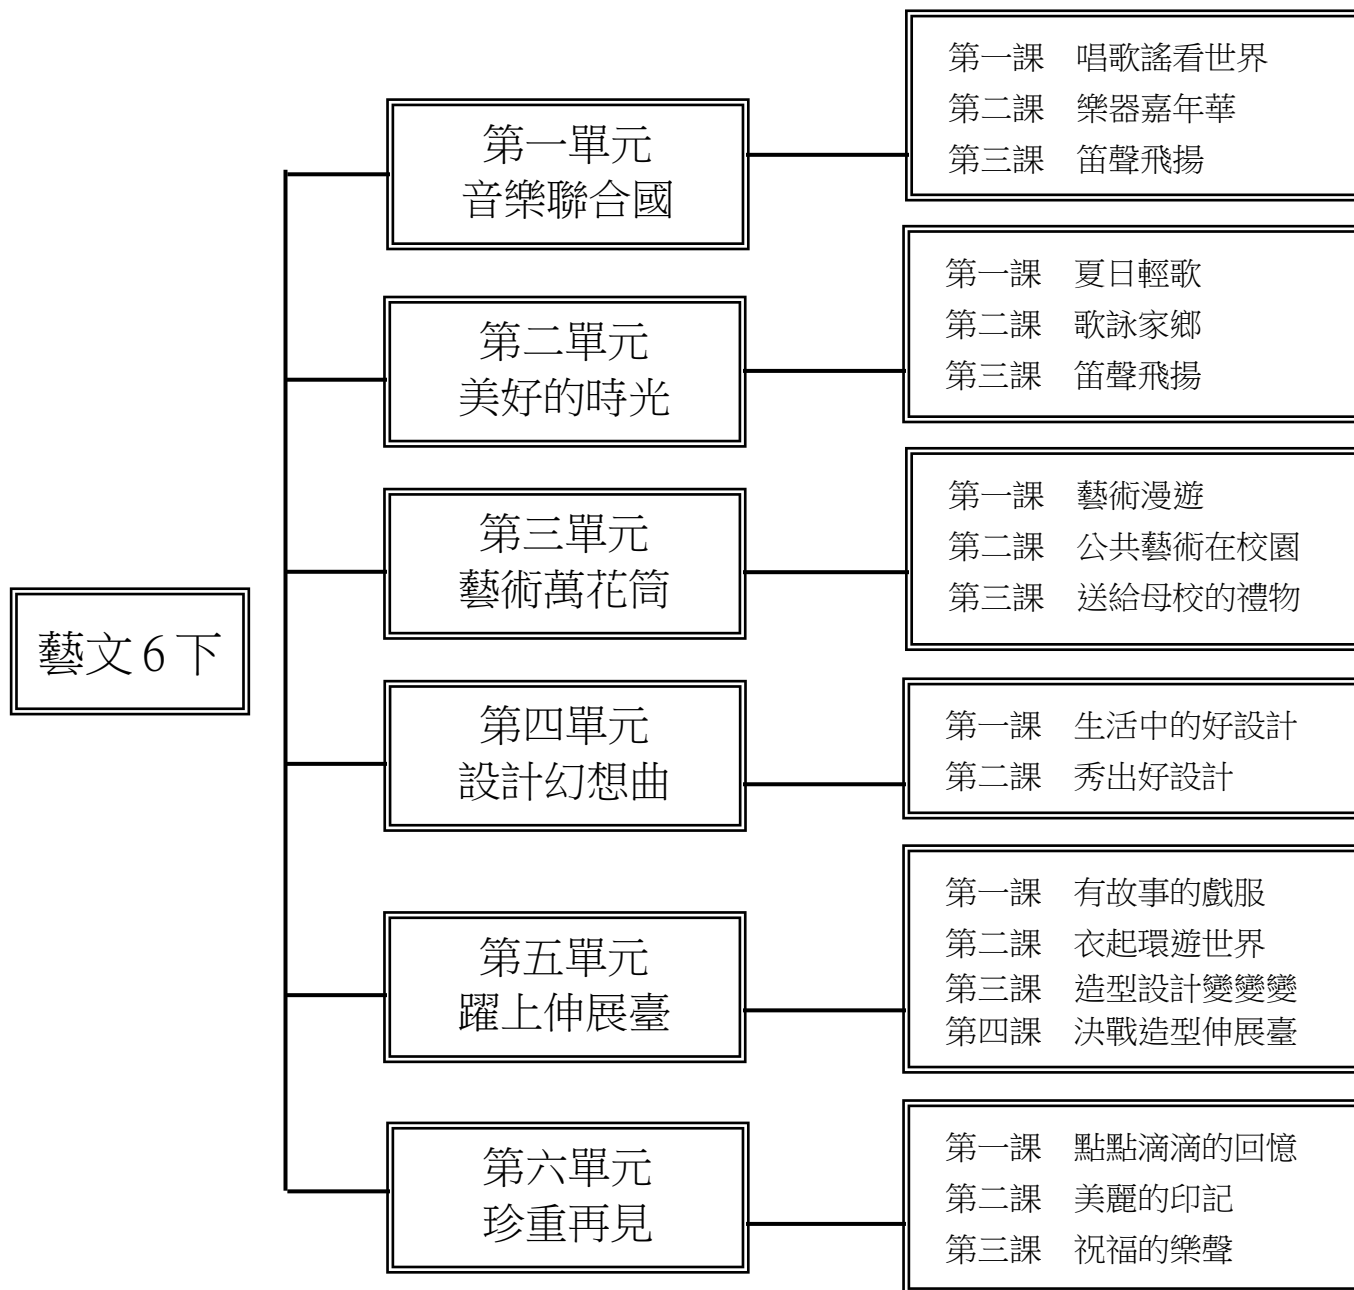 藝文6下
第一單元
音樂聯合國
第一課　唱歌謠看世界
第二課　樂器嘉年華
第三課　笛聲飛揚
第二單元
美好的時光
第一課　夏日輕歌
第二課　歌詠家鄉
第三課　笛聲飛揚
第三單元
藝術萬花筒
第一課　藝術漫遊
第二課　公共藝術在校園
第三課　送給母校的禮物
第四單元
設計幻想曲
第一課　生活中的好設計
第二課　秀出好設計
第五單元
躍上伸展臺
第一課　有故事的戲服
第二課　衣起環遊世界
第三課　造型設計變變變
第四課　決戰造型伸展臺
第六單元
珍重再見
第一課　點點滴滴的回憶
第二課　美麗的印記
第三課　祝福的樂聲